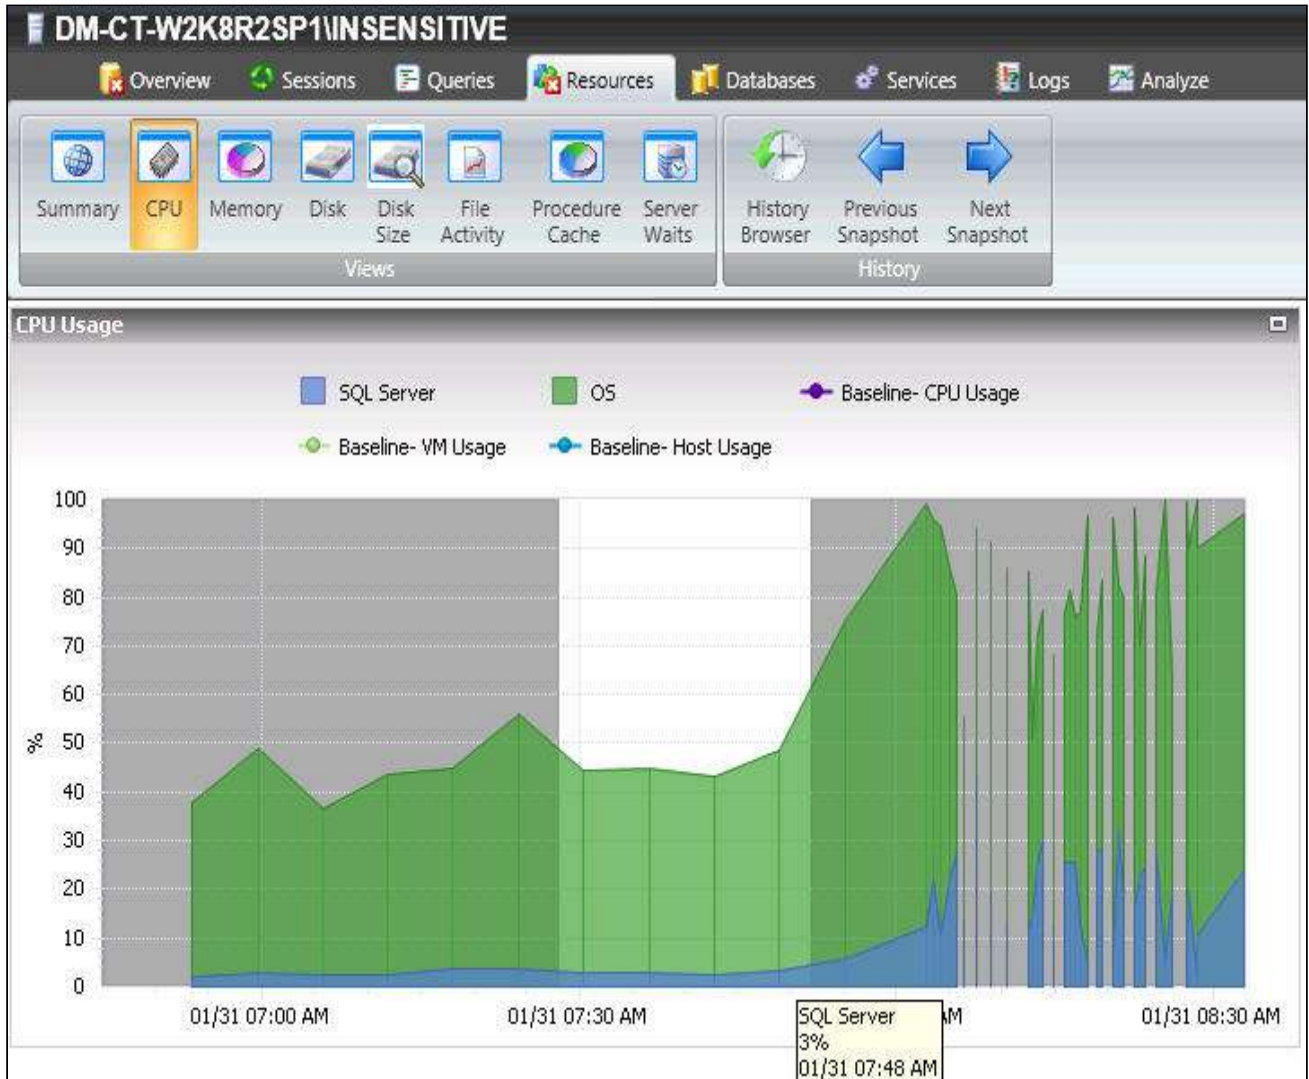 DM-CT-W2K8R2SP1\INSENSITIVE
Overview Sessions Queries Resources Databases Services Logs Analyze
Summary CPU Memory Disk Disk Size File Activity Procedure Cache Server Waits History Browser Previous Snapshot Next Snapshot
Views History
CPU Usage
SQL Server OS Baseline- CPU Usage
Baseline- VM Usage Baseline- Host Usage
100
90
80
70
60
50
40
30
20
10
0
%
01/31 07:00 AM 01/31 07:30 AM AM 01/31 08:30 AM
SQL Server
3%
01/31 07:48 AM